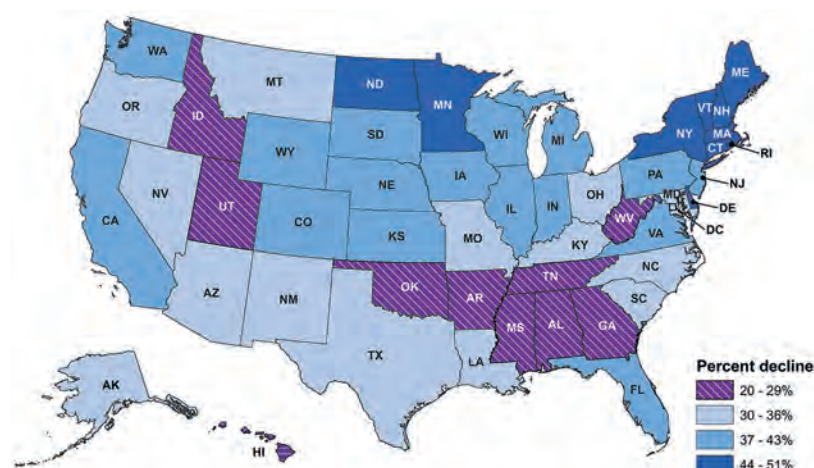 WA
MT
ND
MN
ME
OR
ID
SD
WI
MI
VT
NH
NY
MA
CT
RI
WY
IA
PA
NJ
NE
NV
OH
MD
DE
UT
IL
IN
WV
CA
CO
VA
DC
KS
MO
KY
NC
TN
AZ
NM
OK
AR
SC
MS
AL
GA
TX
LA
AK
FL
HI
Percent decline
20 - 29%
30 - 36%
37 - 43%
44 - 51%